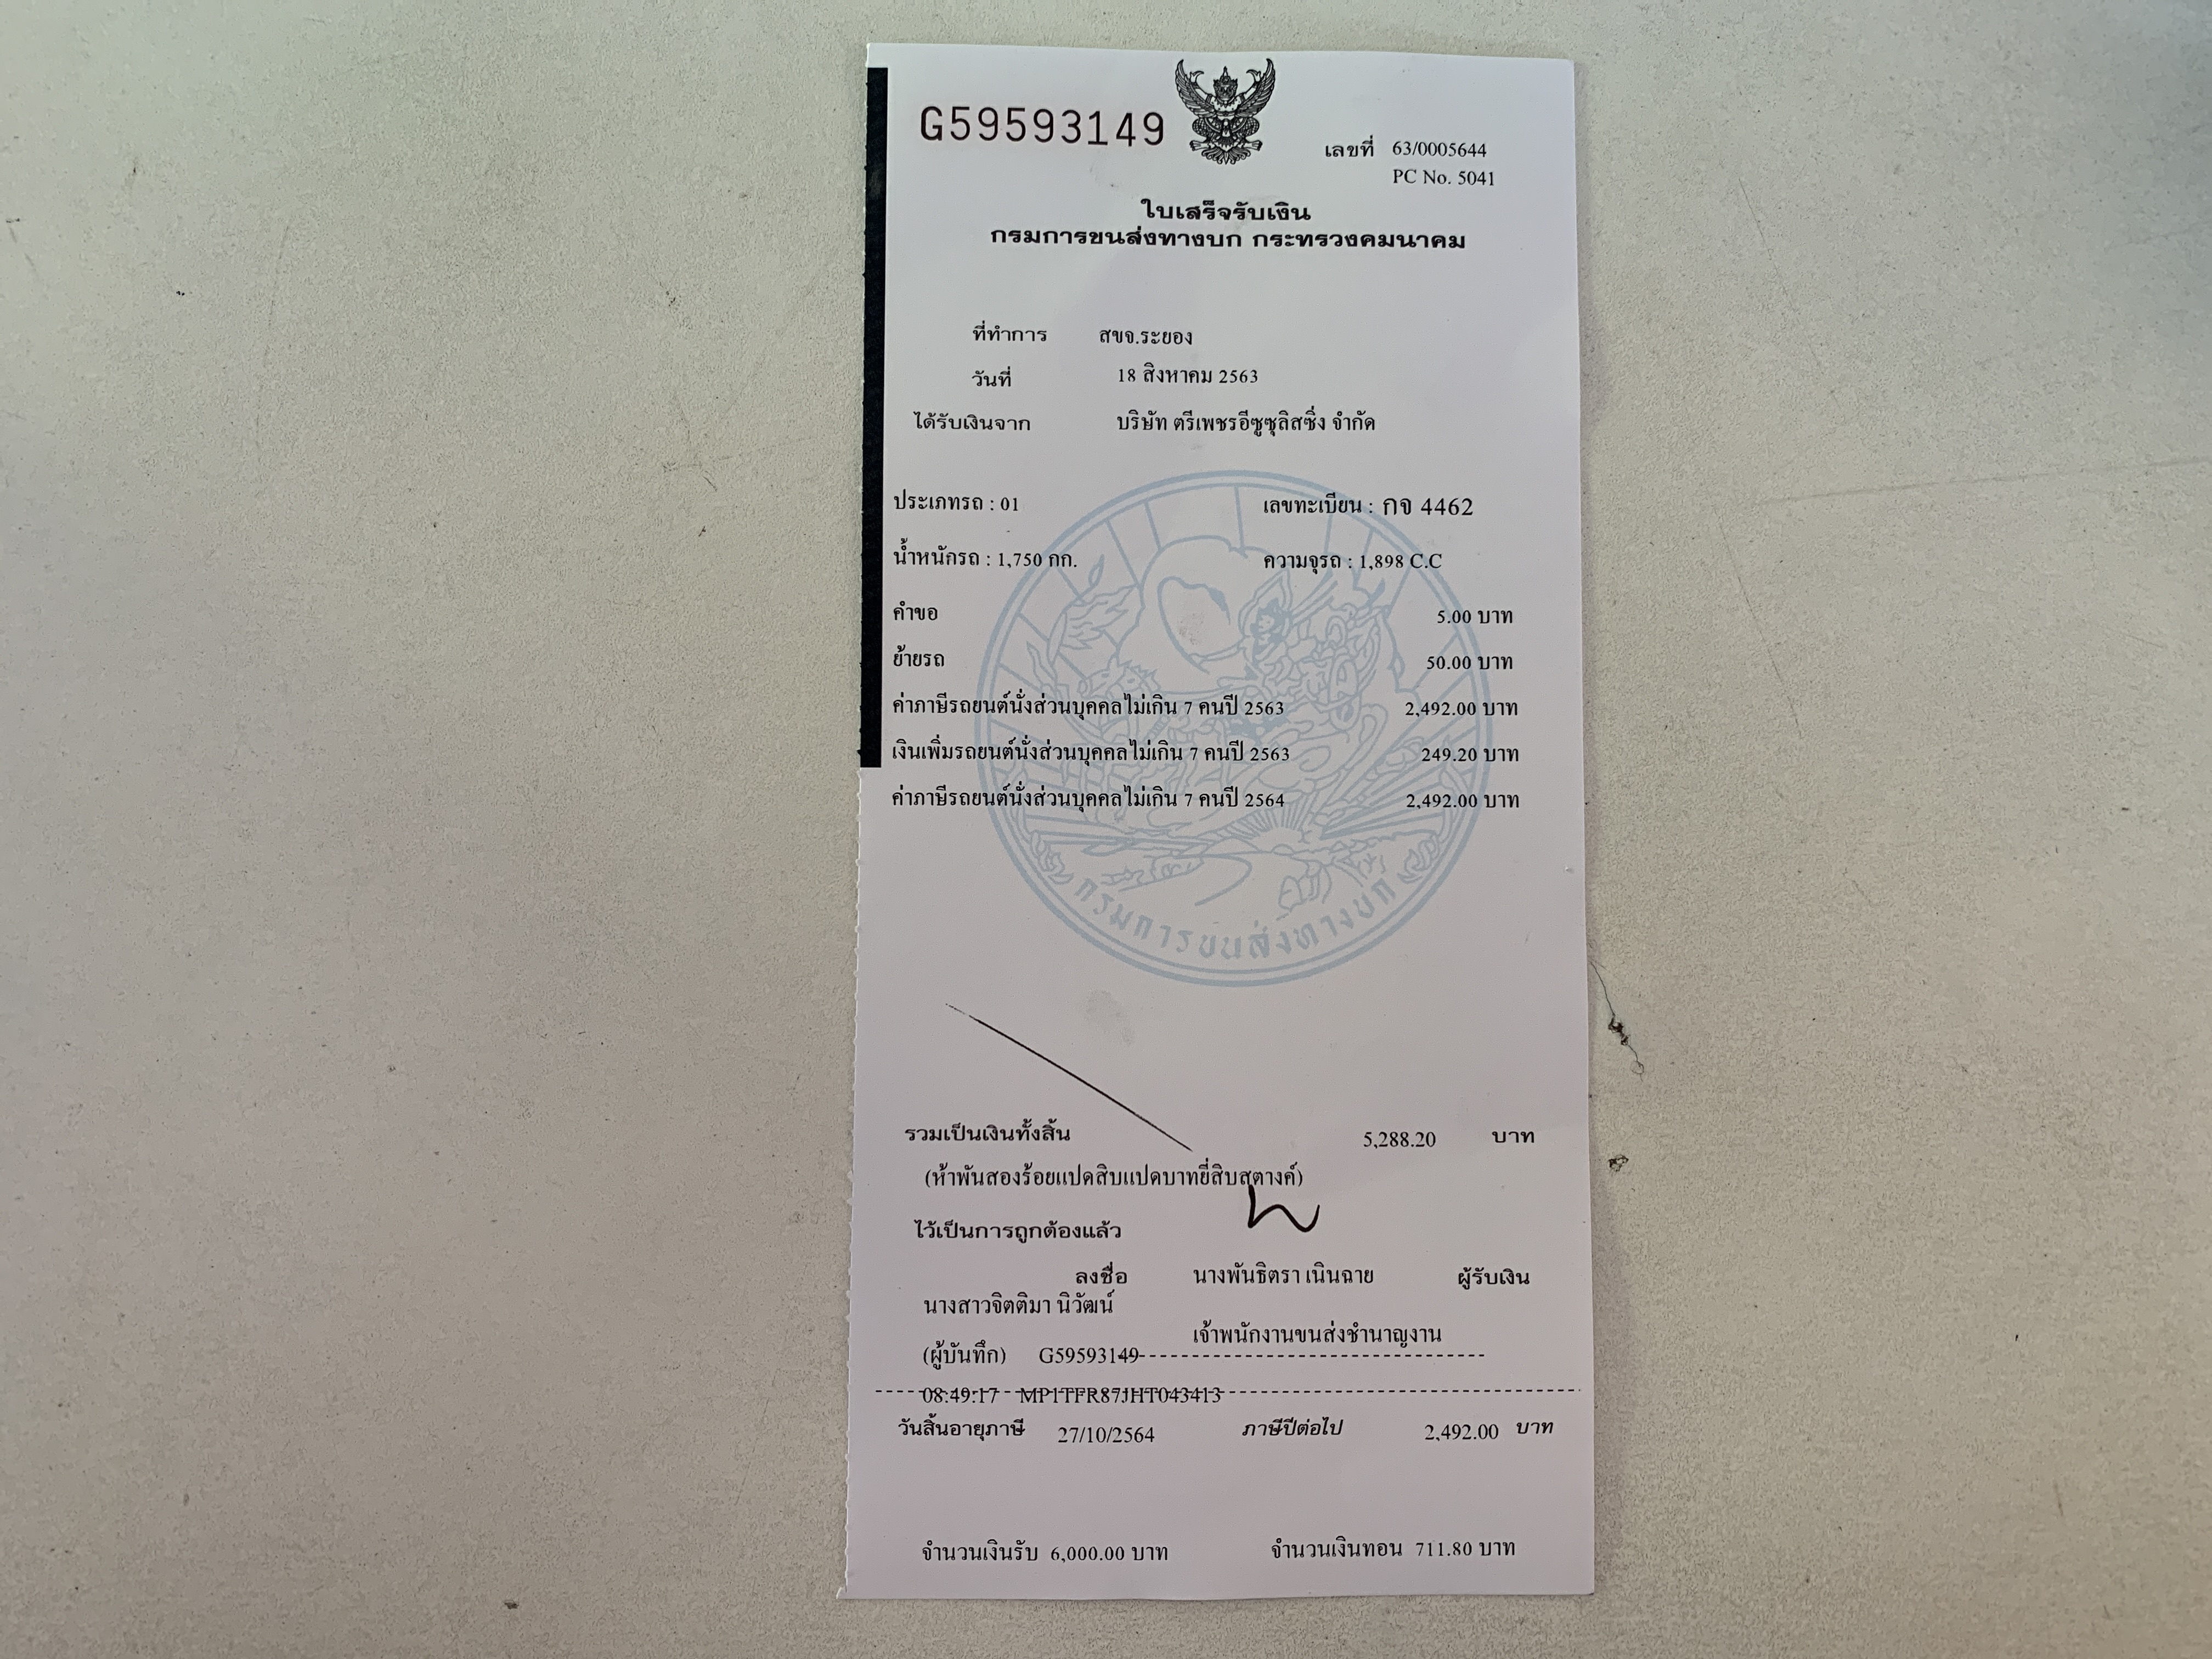 G59593149
เลขที่ 63/0005644
PC No. 5041
ใบเสร็จรับเงิน
กรมการขนส่งทางบก กระทรวงคมนาคม
ที่ทำการ สขจ.ระยอง
วันที่ 18 สิงหาคม 2563
ได้รับเงินจาก บริษัท ตรีเพชรอีซูซุลิสซิ่ง จำกัด
ประเภทรถ : 01 เลขทะเบียน : กจ 4462
น้ำหนักรถ : 1,750 กก. ความจุรถ : 1,898 C.C
คำขอ 5.00 บาท
ย้ายรถ 50.00 บาท
ค่าภาษีรถยนต์นั่งส่วนบุคคลไม่เกิน 7 คนปี 2563 2,492.00 บาท
เงินเพิ่มรถยนต์นั่งส่วนบุคคลไม่เกิน 7 คนปี 2563 249.20 บาท
ค่าภาษีรถยนต์นั่งส่วนบุคคลไม่เกิน 7 คนปี 2564 2,492.00 บาท
กรมการขนส่งทางบก
รวมเป็นเงินทั้งสิ้น 5,288.20 บาท
(ห้าพันสองร้อยแปดสิบแปดบาทยี่สิบสตางค์)
ไว้เป็นการถูกต้องแล้ว
ลงชื่อ นางพันธิตรา เนินฉาย ผู้รับเงิน
นางสาวจิตติมา นิวัฒน์
เจ้าพนักงานขนส่งชำนาญงาน
(ผู้บันทึก) G59593149
08:49:17 MP1TFR87JHT043413
วันสิ้นอายุภาษี 27/10/2564 ภาษีปีต่อไป 2,492.00 บาท
จำนวนเงินรับ 6,000.00 บาท จำนวนเงินทอน 711.80 บาท